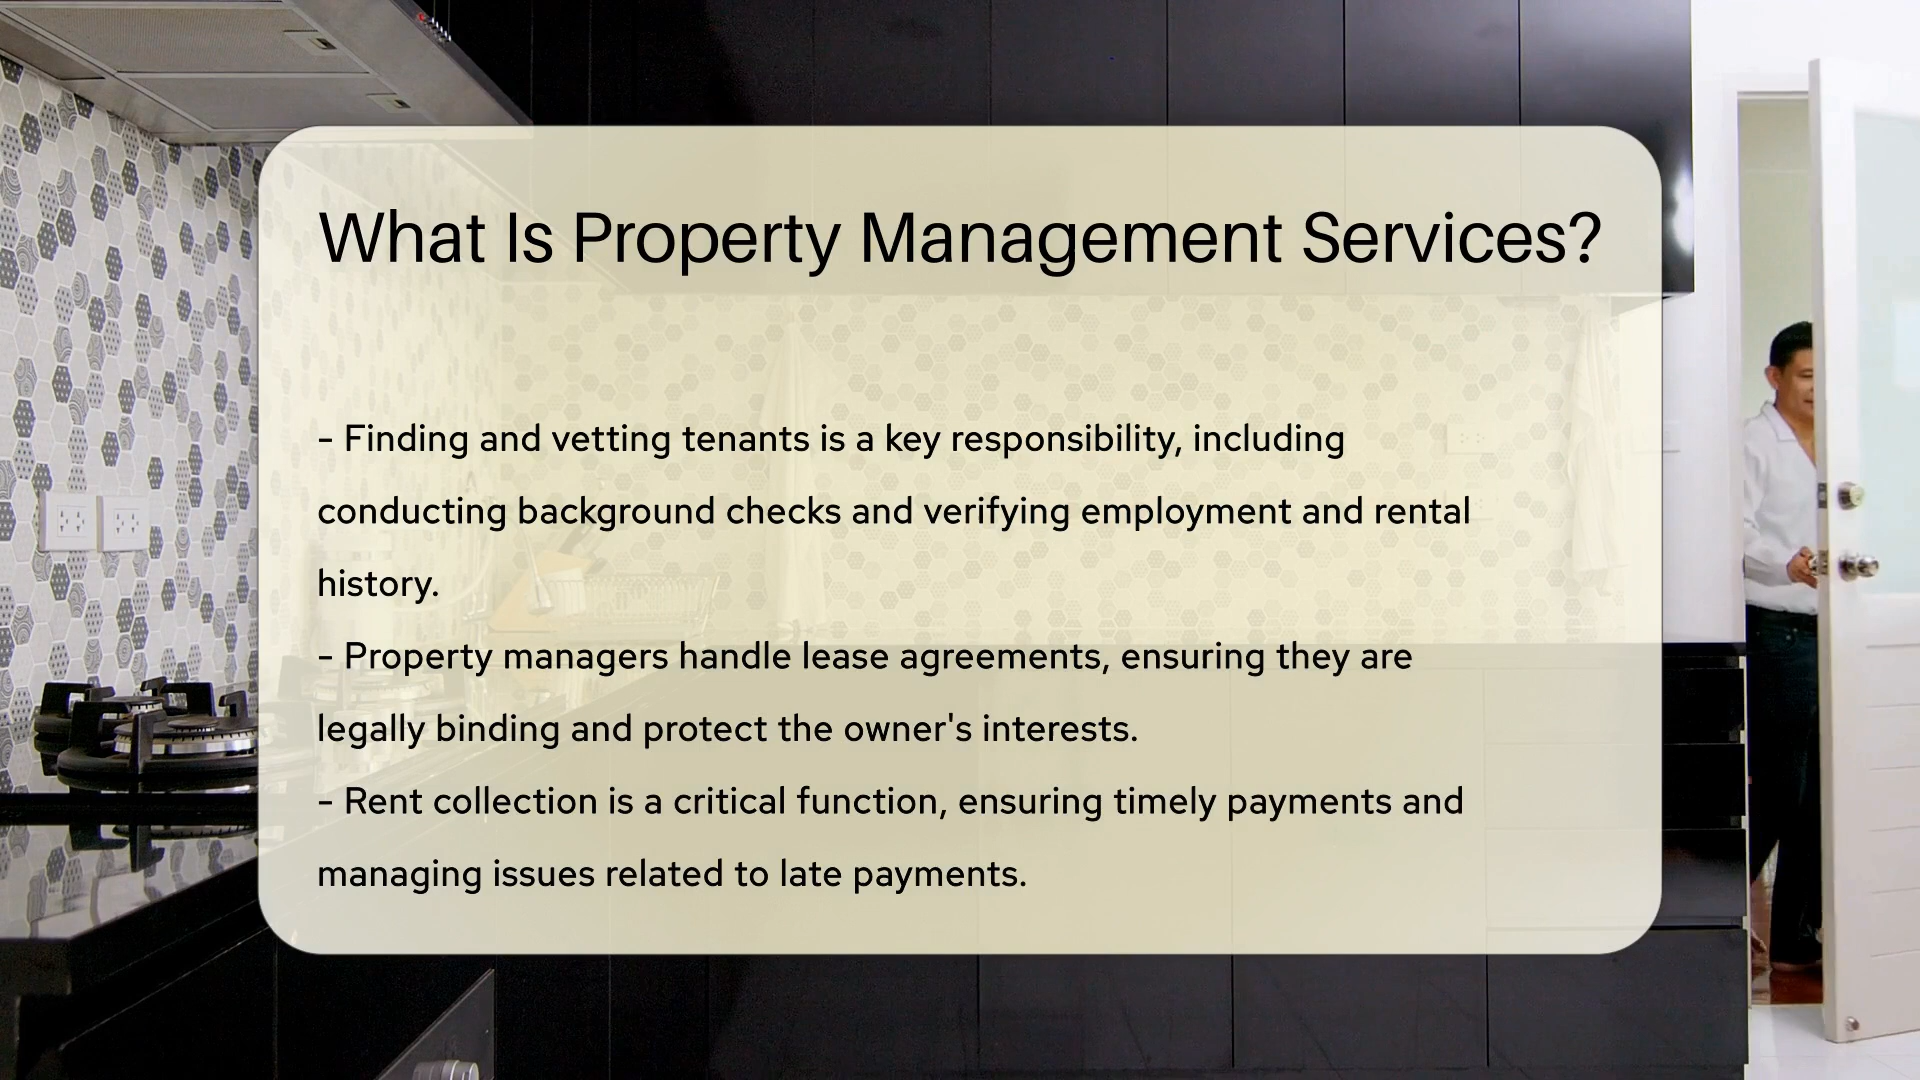 What Is Property Management Services?
- Finding and vetting tenants is a key responsibility, including
conducting background checks and verifying employment and rental
history.
- Property managers handle lease agreements, ensuring they are
legally binding and protect the owner's interests.
- Rent collection is a critical function, ensuring timely payments and
managing issues related to late payments.